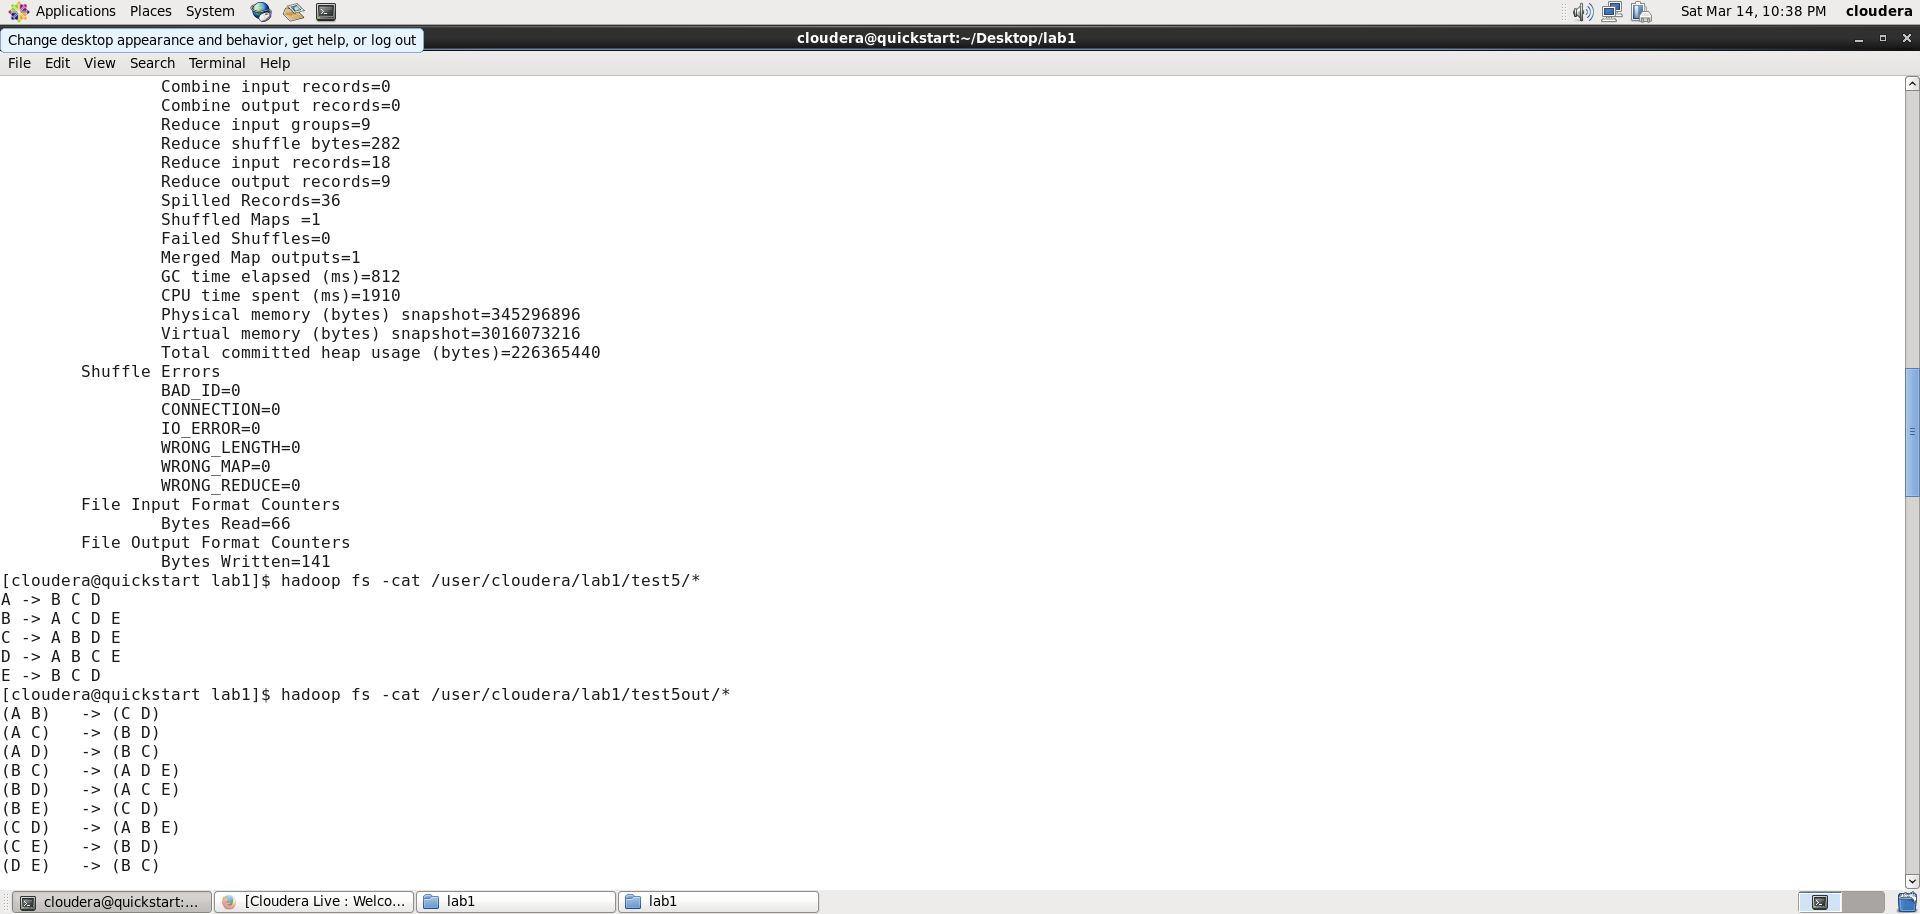 Applications Places System Sat Mar 14, 10:38 PM cloudera
Change desktop appearance and behavior, get help, or log out
cloudera@quickstart:~/Desktop/lab1
File Edit View Search Terminal Help
Combine input records=0
Combine output records=0
Reduce input groups=9
Reduce shuffle bytes=282
Reduce input records=18
Reduce output records=9
Spilled Records=36
Shuffled Maps =1
Failed Shuffles=0
Merged Map outputs=1
GC time elapsed (ms)=812
CPU time spent (ms)=1910
Physical memory (bytes) snapshot=345296896
Virtual memory (bytes) snapshot=3016073216
Total committed heap usage (bytes)=226365440
Shuffle Errors
BAD_ID=0
CONNECTION=0
IO_ERROR=0
WRONG_LENGTH=0
WRONG_MAP=0
WRONG_REDUCE=0
File Input Format Counters
Bytes Read=66
File Output Format Counters
Bytes Written=141
[cloudera@quickstart lab1]$ hadoop fs -cat /user/cloudera/lab1/test5/*
A -> B C D
B -> A C D E
C -> A B D E
D -> A B C E
E -> B C D
[cloudera@quickstart lab1]$ hadoop fs -cat /user/cloudera/lab1/test5out/*
(A B)   -> (C D)
(A C)   -> (B D)
(A D)   -> (B C)
(B C)   -> (A D E)
(B D)   -> (A C E)
(B E)   -> (C D)
(C D)   -> (A B E)
(C E)   -> (B D)
(D E)   -> (B C)
cloudera@quickstart:... [Cloudera Live : Welco... lab1 lab1